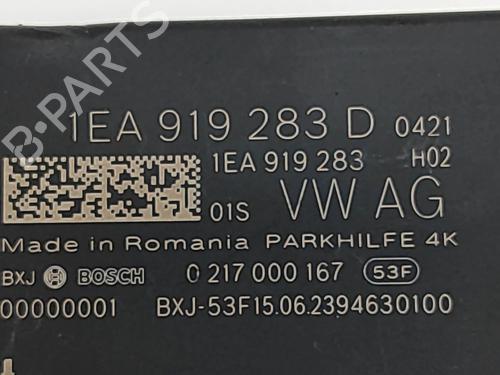 1EA 919 283 D 0421
1EA 919 283 H02
01S VW AG
Made in Romania PARKHILFE 4K
BXJ BOSCH 0 217 000 167 53F
00000001 BXJ-53F15.06.2394630100
B-PARTS